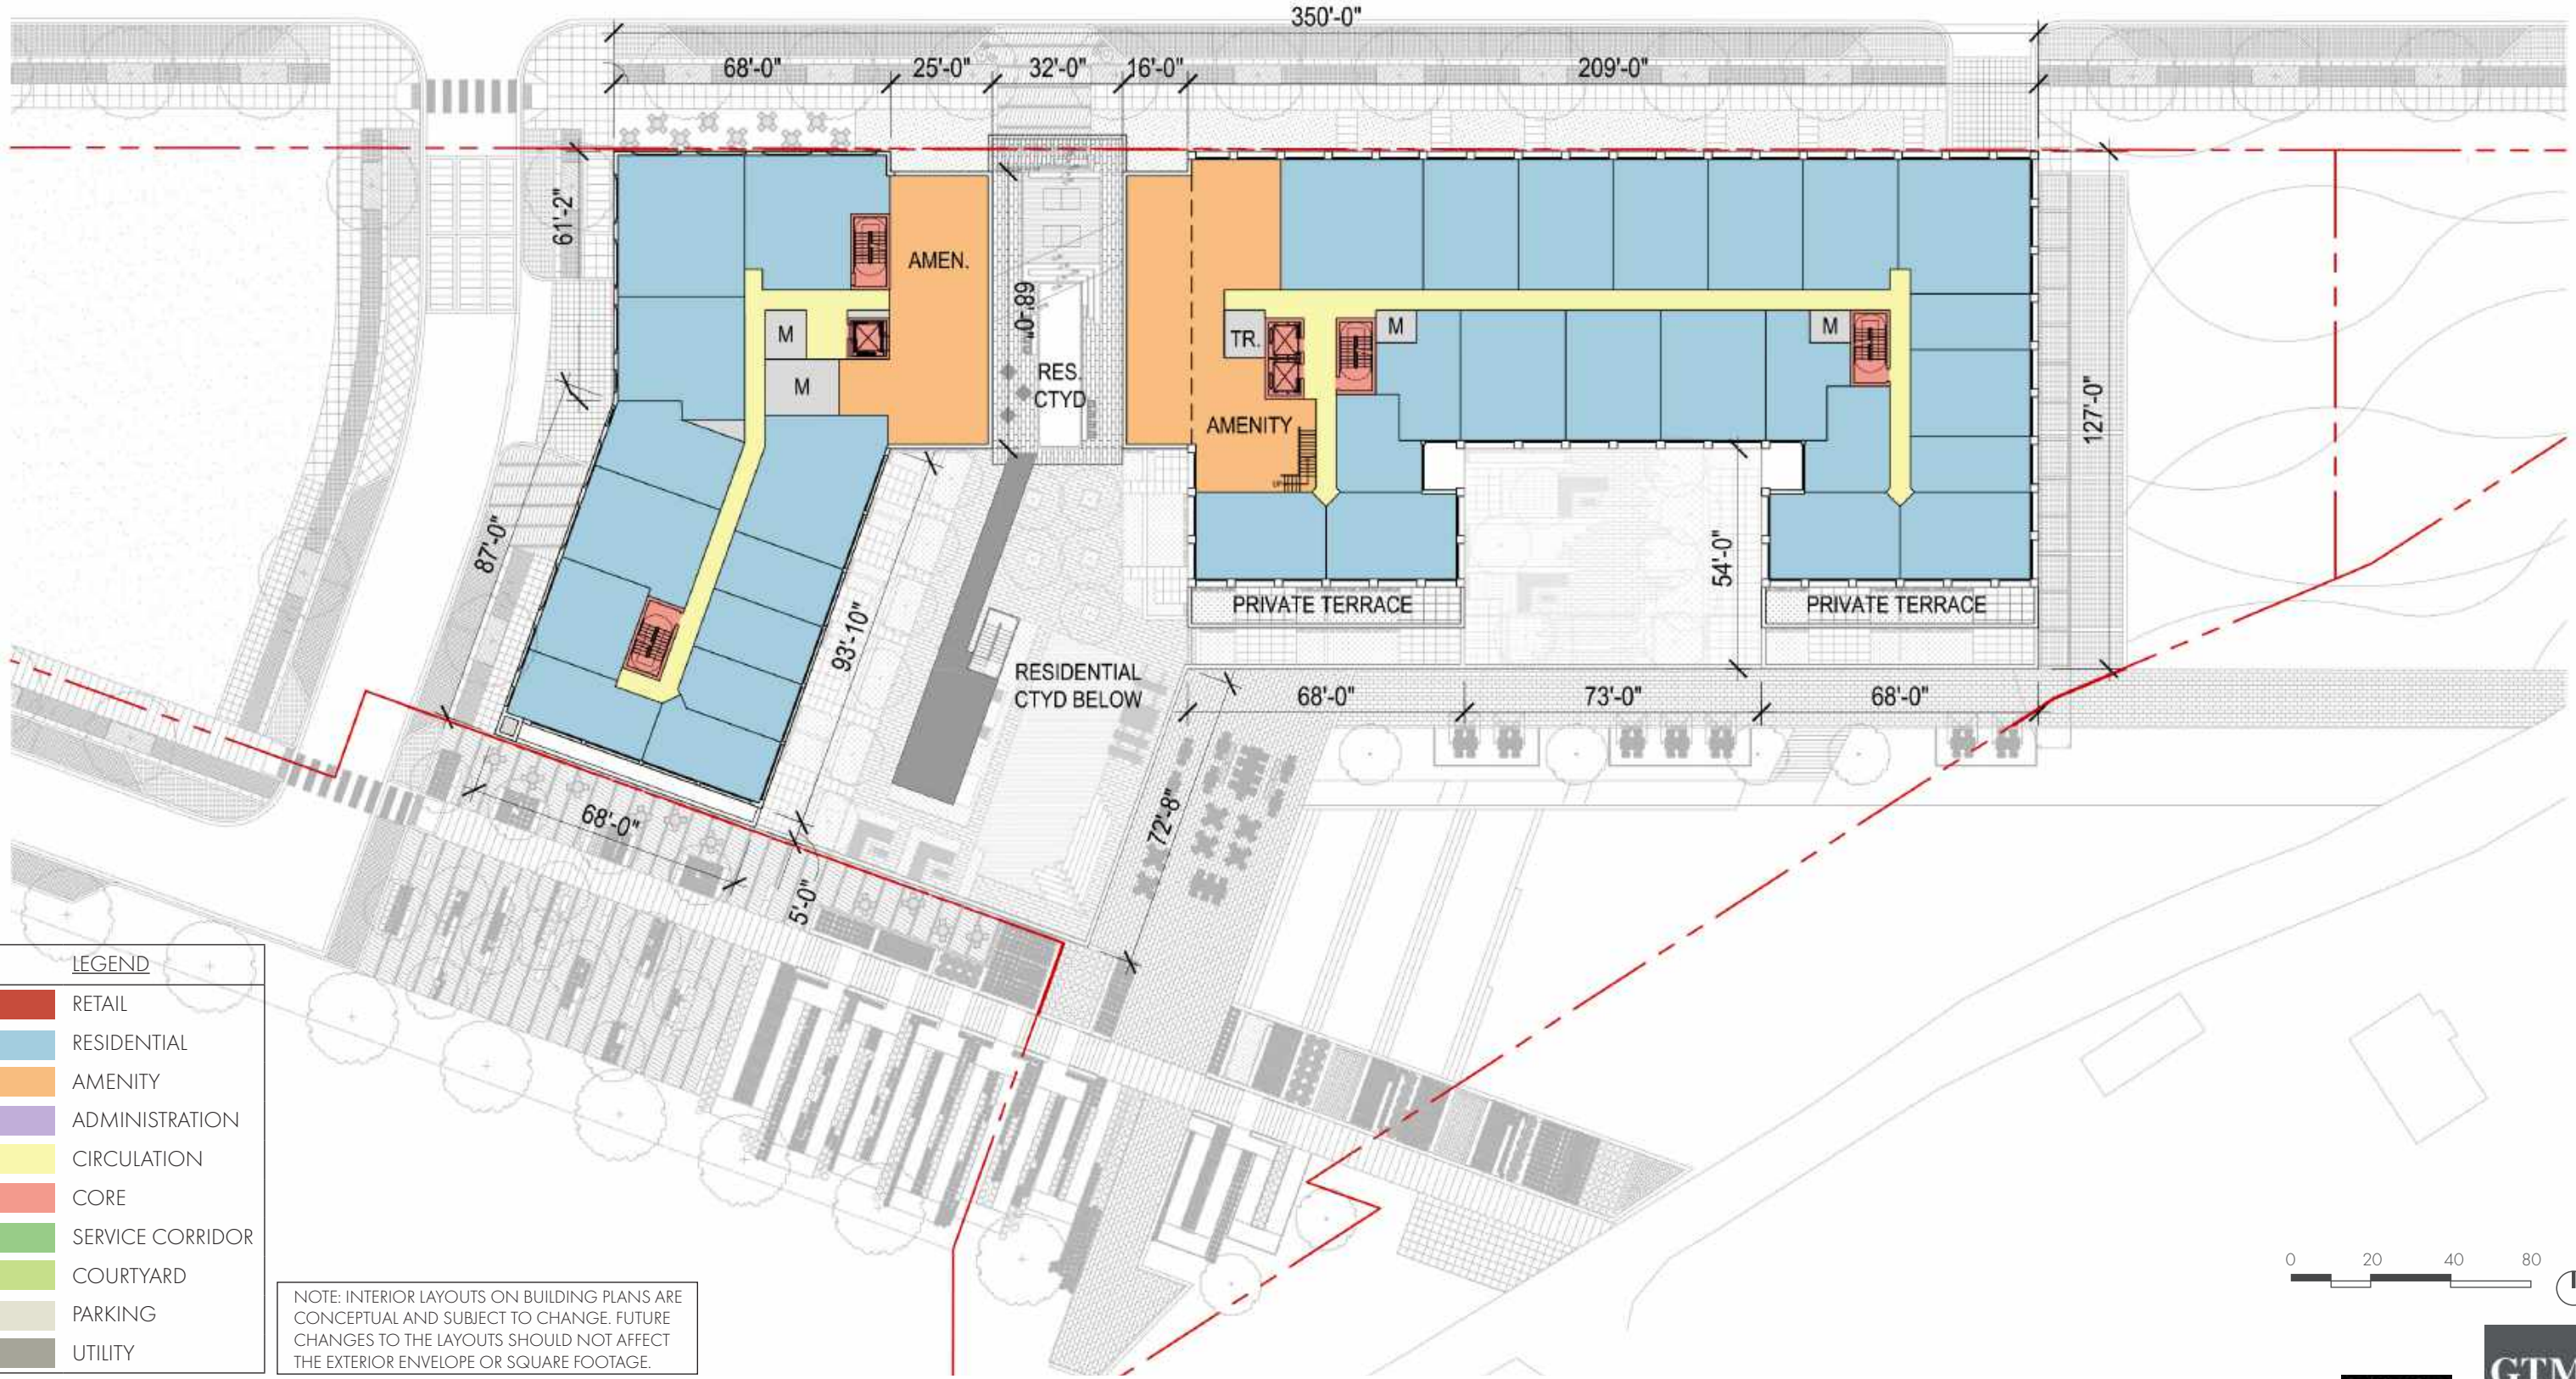 350'-0"
68'-0"
25'-0"
32'-0"
16'-0"
209'-0"
61'-2"
AMEN.
68'-0"
M
M
RES.
CTYD
TR.
M
M
AMENITY
UP
127'-0"
87'-0"
93'-10"
54'-0"
PRIVATE TERRACE
PRIVATE TERRACE
RESIDENTIAL
CTYD BELOW
68'-0"
73'-0"
68'-0"
72'-8"
68'-0"
5'-0"
LEGEND
RETAIL
RESIDENTIAL
AMENITY
ADMINISTRATION
CIRCULATION
CORE
SERVICE CORRIDOR
COURTYARD
PARKING
UTILITY
NOTE: INTERIOR LAYOUTS ON BUILDING PLANS ARE
CONCEPTUAL AND SUBJECT TO CHANGE. FUTURE
CHANGES TO THE LAYOUTS SHOULD NOT AFFECT
THE EXTERIOR ENVELOPE OR SQUARE FOOTAGE.
0 20 40 80
GTM